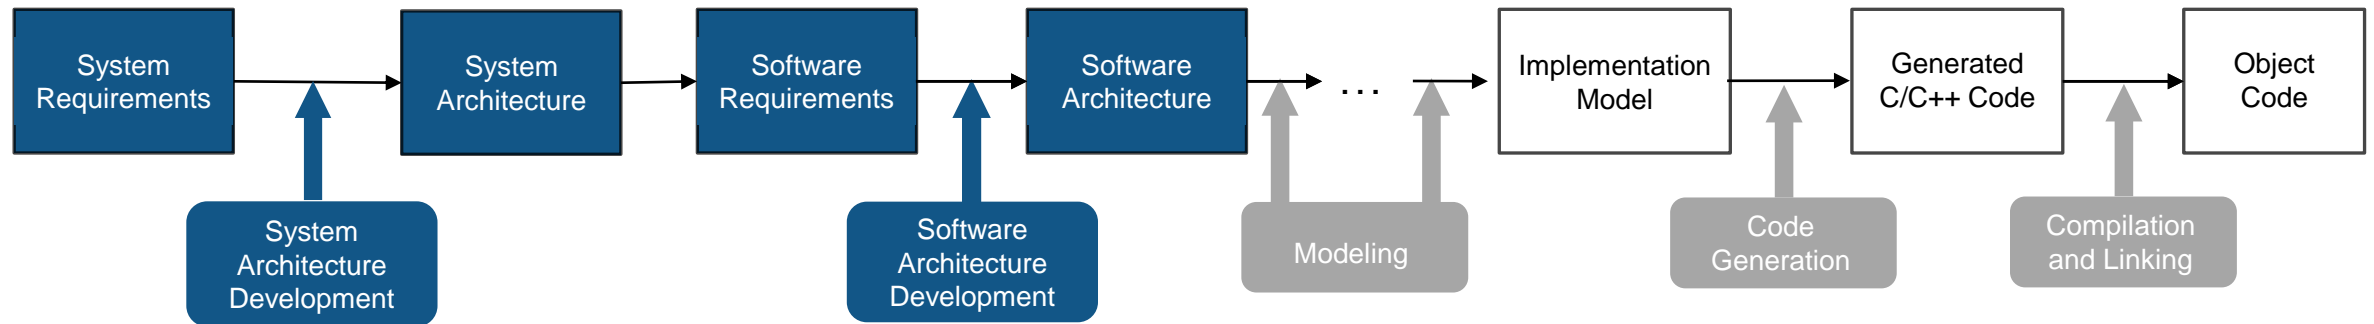 System
Requirements
System
Architecture
Software
Requirements
Software
Architecture
...
Implementation
Model
Generated
C/C++ Code
Object
Code
System
Architecture
Development
Software
Architecture
Development
Modeling
Code
Generation
Compilation
and Linking